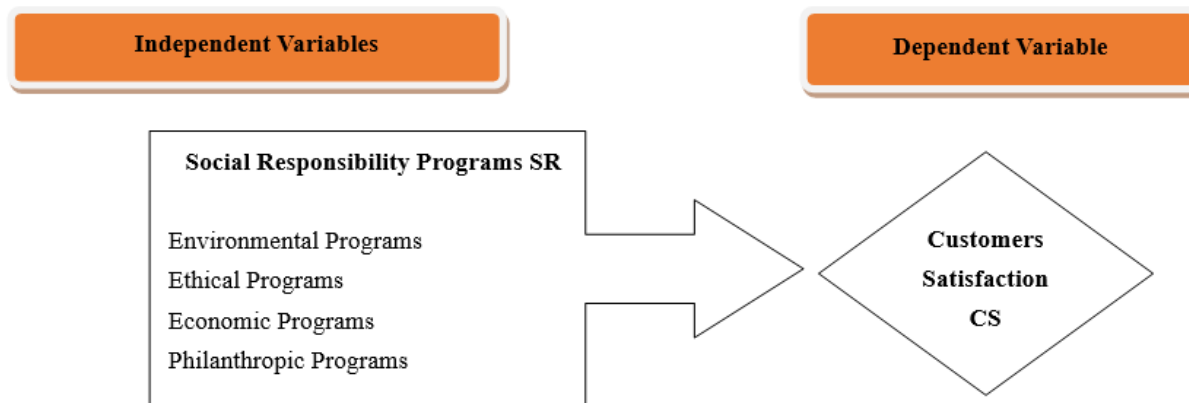 Independent Variables
Dependent Variable
Social Responsibility Programs SR
Environmental Programs
Ethical Programs
Economic Programs
Philanthropic Programs
Customers
Satisfaction
CS